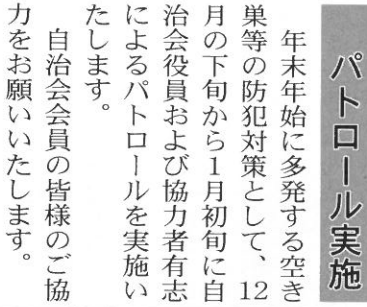 パトロール実施
年末年始に多発する空き
巣等の防犯対策として、12
月の下旬から1月初旬に自
治会役員および協力者有志
によるパトロールを実施い
たします。
自治会会員の皆様のご協
力をお願いいたします。